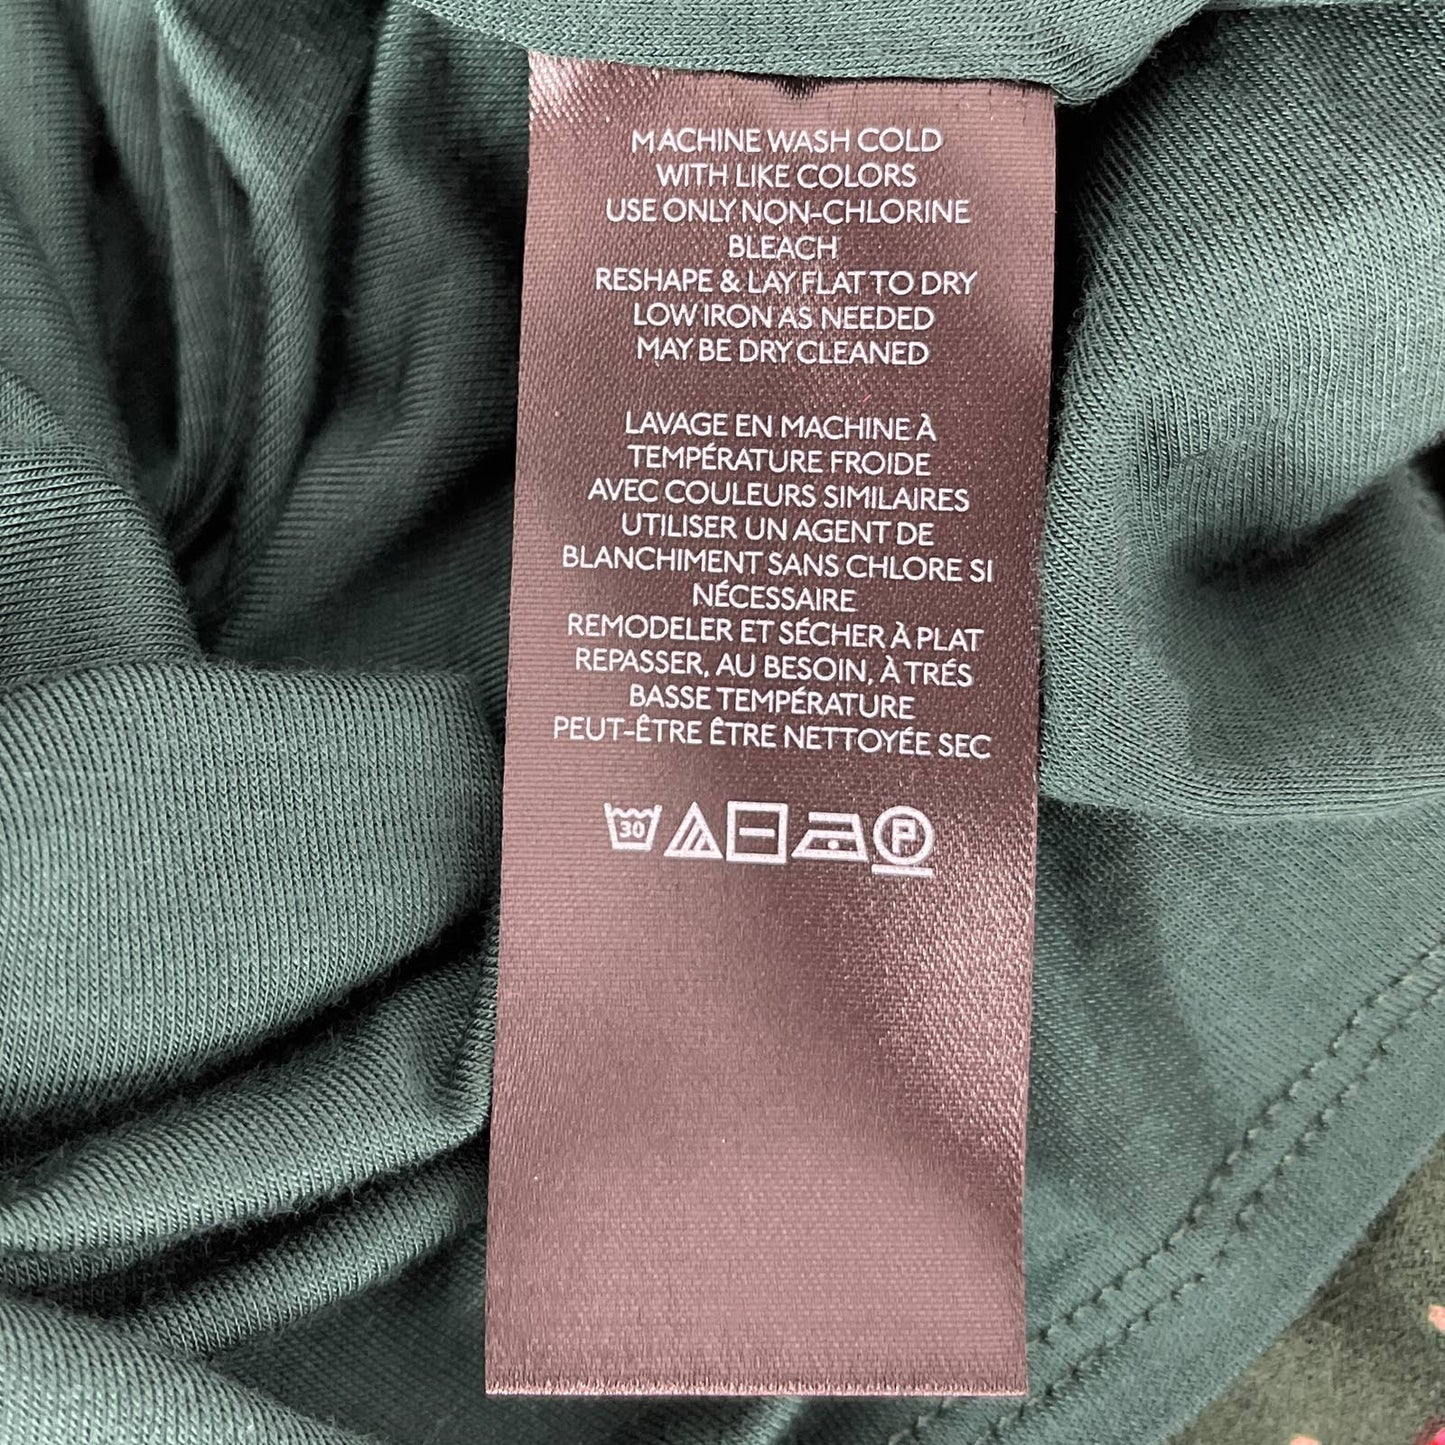 MACHINE WASH COLD
WITH LIKE COLORS
USE ONLY NON-CHLORINE
BLEACH
RESHAPE & LAY FLAT TO DRY
LOW IRON AS NEEDED
MAY BE DRY CLEANED
LAVAGE EN MACHINE À
TEMPÉRATURE FROIDE
AVEC COULEURS SIMILAIRES
UTILISER UN AGENT DE
BLANCHIMENT SANS CHLORE SI
NÉCESSAIRE
REMODELER ET SÉCHER À PLAT
REPASSER, AU BESOIN, À TRÉS
BASSE TEMPÉRATURE
PEUT-ÊTRE ÊTRE NETTOYÉE SEC
30 P